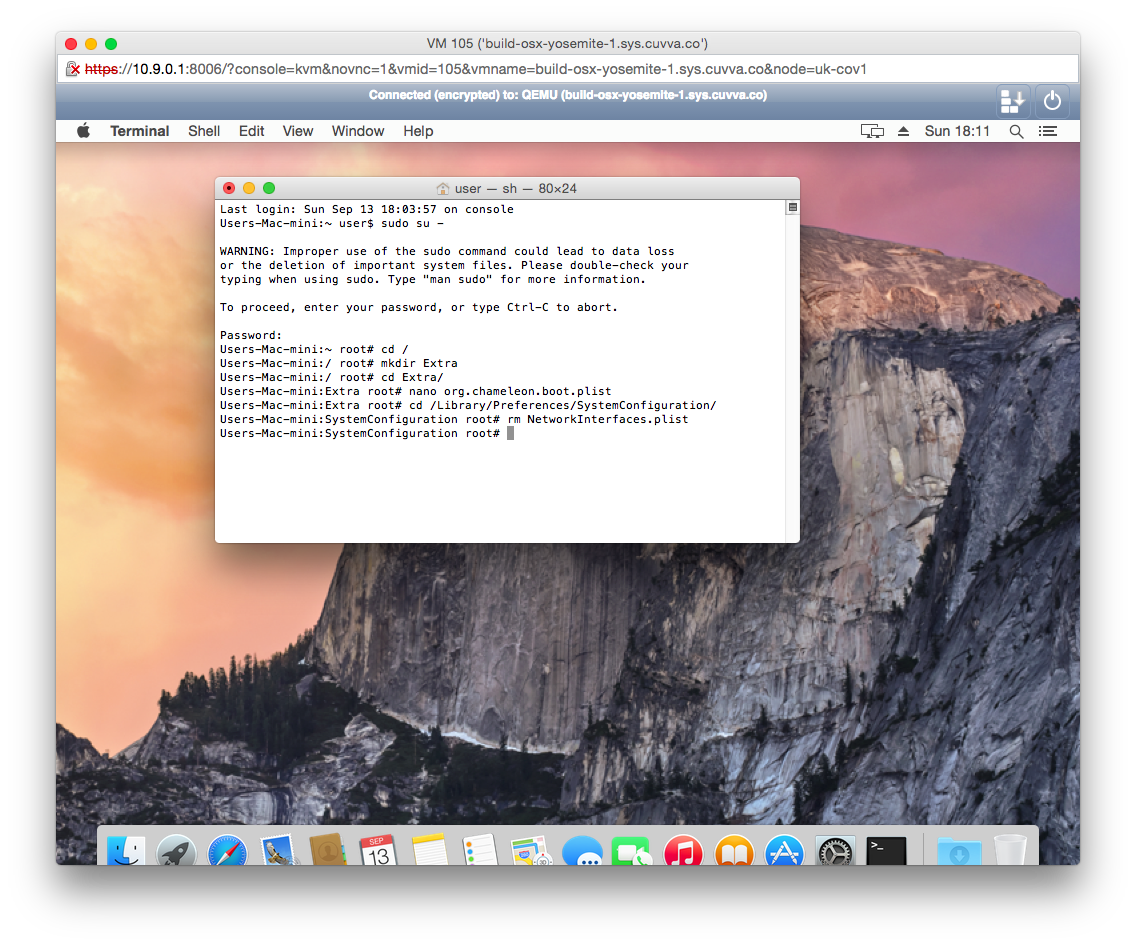 VM 105 ('build-osx-yosemite-1.sys.cuvva.co')
https://10.9.0.1:8006/?console=kvm&novnc=1&vmid=105&vmname=build-osx-yosemite-1.sys.cuvva.co&node=uk-cov1
Connected (encrypted) to: QEMU (build-osx-yosemite-1.sys.cuvva.co)
Terminal Shell Edit View Window Help Sun 18:11
user — sh — 80×24
Last login: Sun Sep 13 18:03:57 on console
Users-Mac-mini:~ user$ sudo su -
WARNING: Improper use of the sudo command could lead to data loss
or the deletion of important system files. Please double-check your
typing when using sudo. Type "man sudo" for more information.
To proceed, enter your password, or type Ctrl-C to abort.
Password:
Users-Mac-mini:~ root# cd /
Users-Mac-mini:/ root# mkdir Extra
Users-Mac-mini:/ root# cd Extra/
Users-Mac-mini:Extra root# nano org.chameleon.boot.plist
Users-Mac-mini:Extra root# cd /Library/Preferences/SystemConfiguration/
Users-Mac-mini:SystemConfiguration root# rm NetworkInterfaces.plist
Users-Mac-mini:SystemConfiguration root#
SEP
13
>_